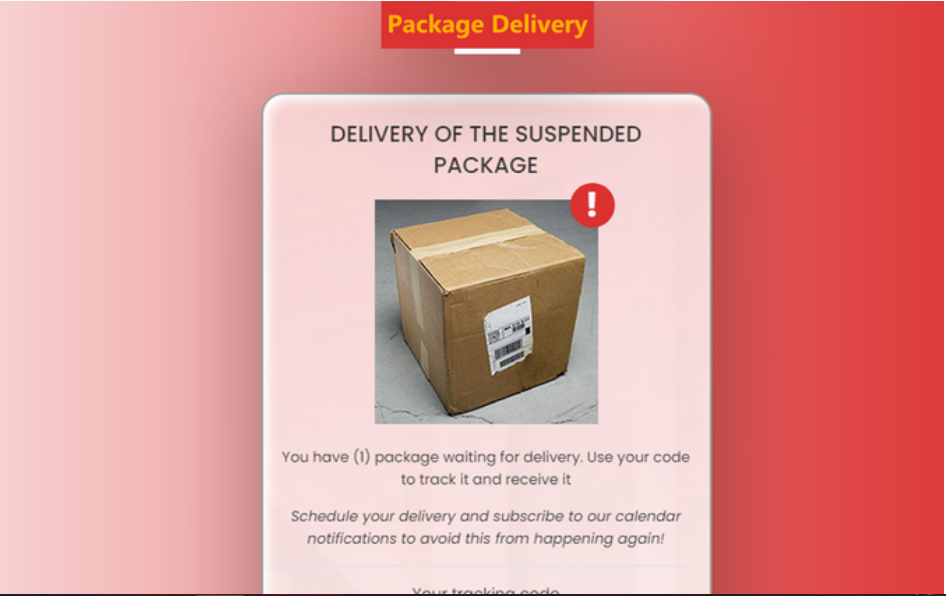 Package Delivery
DELIVERY OF THE SUSPENDED
PACKAGE
!
You have (1) package waiting for delivery. Use your code
to track it and receive it
Schedule your delivery and subscribe to our calendar
notifications to avoid this from happening again!
Your tracking code